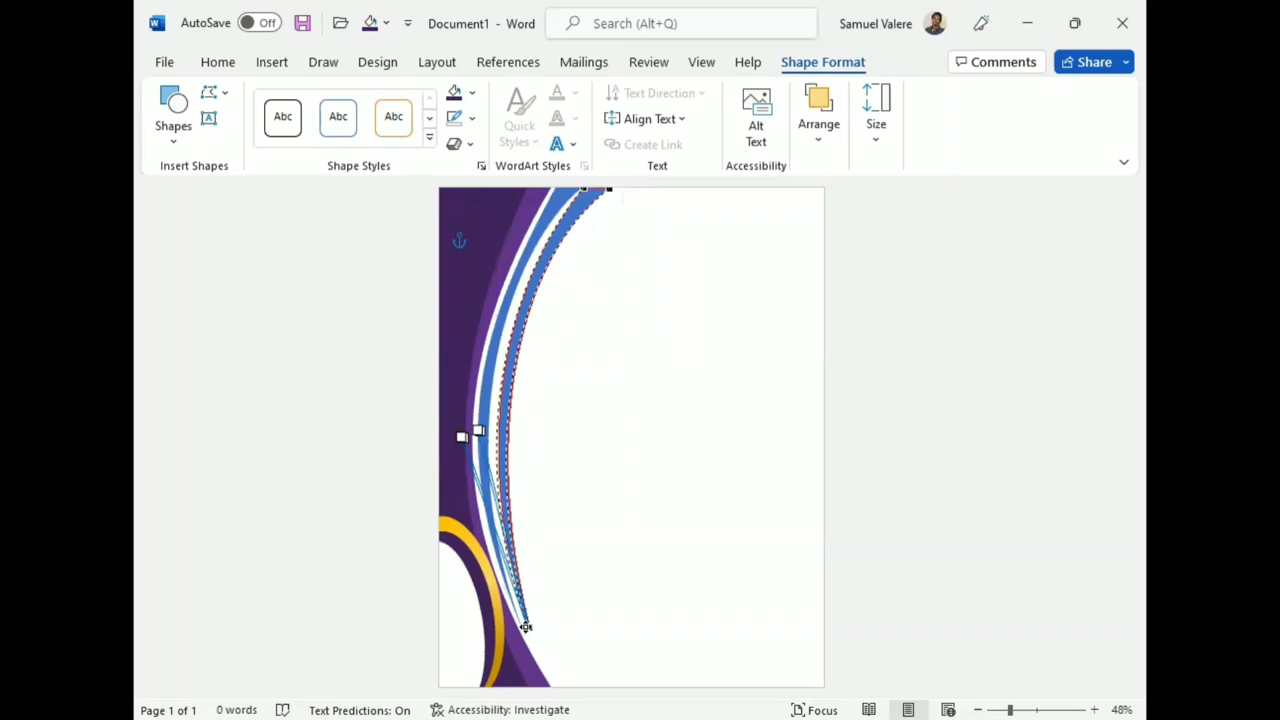 AutoSave Off Document1 - Word Search (Alt+Q) Samuel Valere
File Home Insert Draw Design Layout References Mailings Review View Help Shape Format Comments Share
Shapes
Abc Abc Abc
Quick
Styles
Text Direction
Align Text
Create Link
Alt
Text
Arrange
Size
Insert Shapes Shape Styles WordArt Styles Text Accessibility
Page 1 of 1 0 words Text Predictions: On Accessibility: Investigate Focus 48%